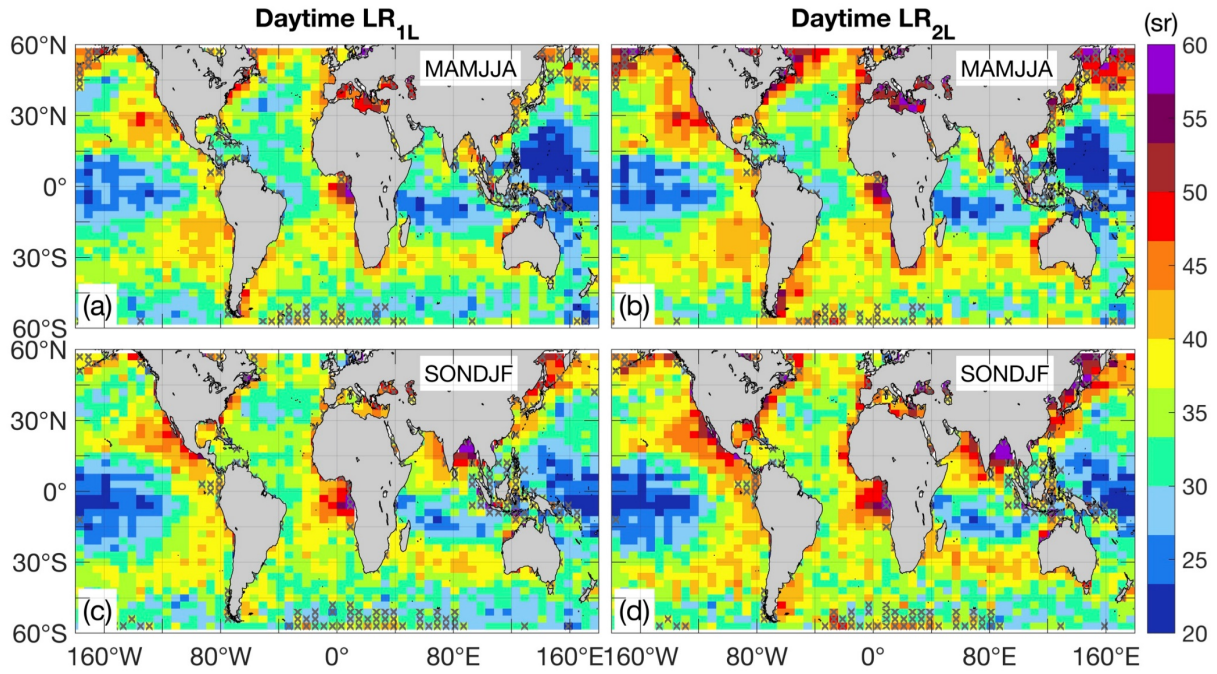 Daytime LR1L Daytime LR2L (sr)
60°N 60
MAMJJA MAMJJA
55
30°N
50
0°
45
30°S
(a) (b)
60°S 40
60°N
SONDJF SONDJF
35
30°N
30
0°
25
30°S
(c) (d)
60°S 20
160°W 80°W 0° 80°E 160°E 160°W 80°W 0° 80°E 160°E